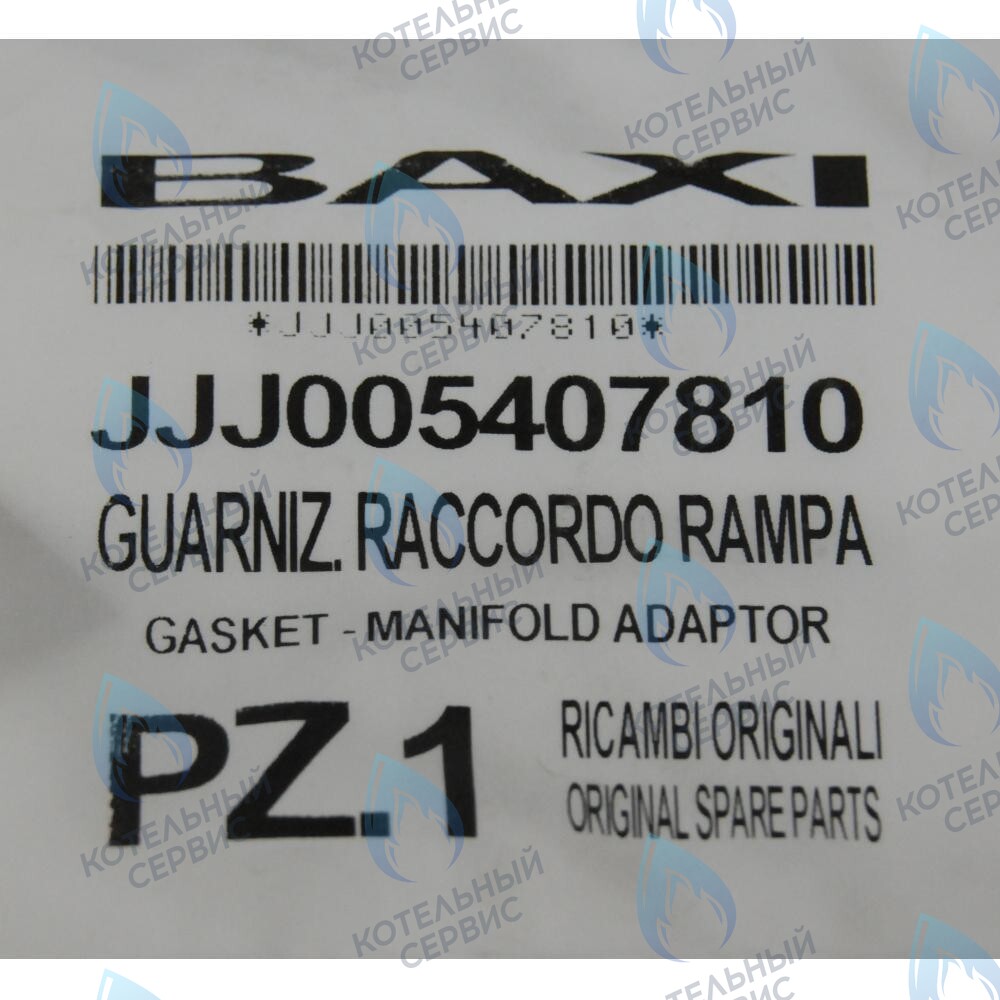 BAXI
*JJJ005407810*
JJJ005407810
GUARNIZ. RACCORDO RAMPA
GASKET - MANIFOLD ADAPTOR
PZ.1
RICAMBI ORIGINALI
ORIGINAL SPARE PARTS
КОТЕЛЬНЫЙ
СЕРВИС